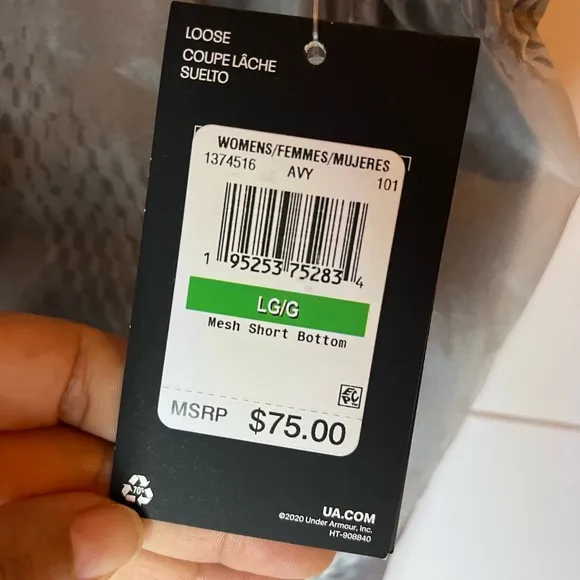 LOOSE
COUPE LÂCHE
SUELTO
WOMENS/FEMMES/MUJERES
1374516 AVY 101
1 95253 75283 4
LG/G
Mesh Short Bottom
MSRP $75.00
70%
UA.COM
©2020 Under Armour, Inc.
HT-908840